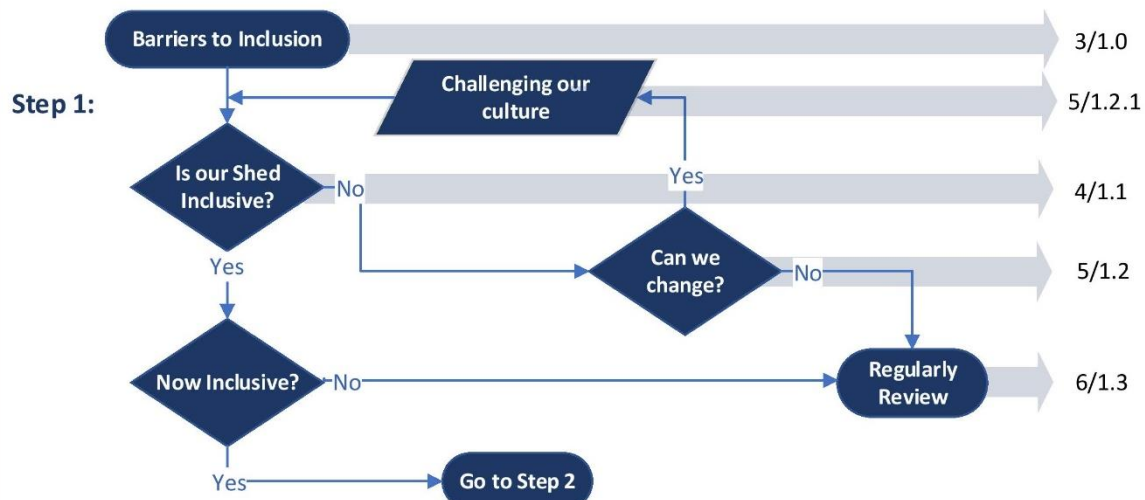 Barriers to Inclusion
3/1.0
Step 1:
Challenging our
culture
5/1.2.1
Is our Shed
Inclusive?
No
Yes
4/1.1
Yes
Can we
change?
No
5/1.2
Now Inclusive?
No
Regularly
Review
6/1.3
Yes
Go to Step 2